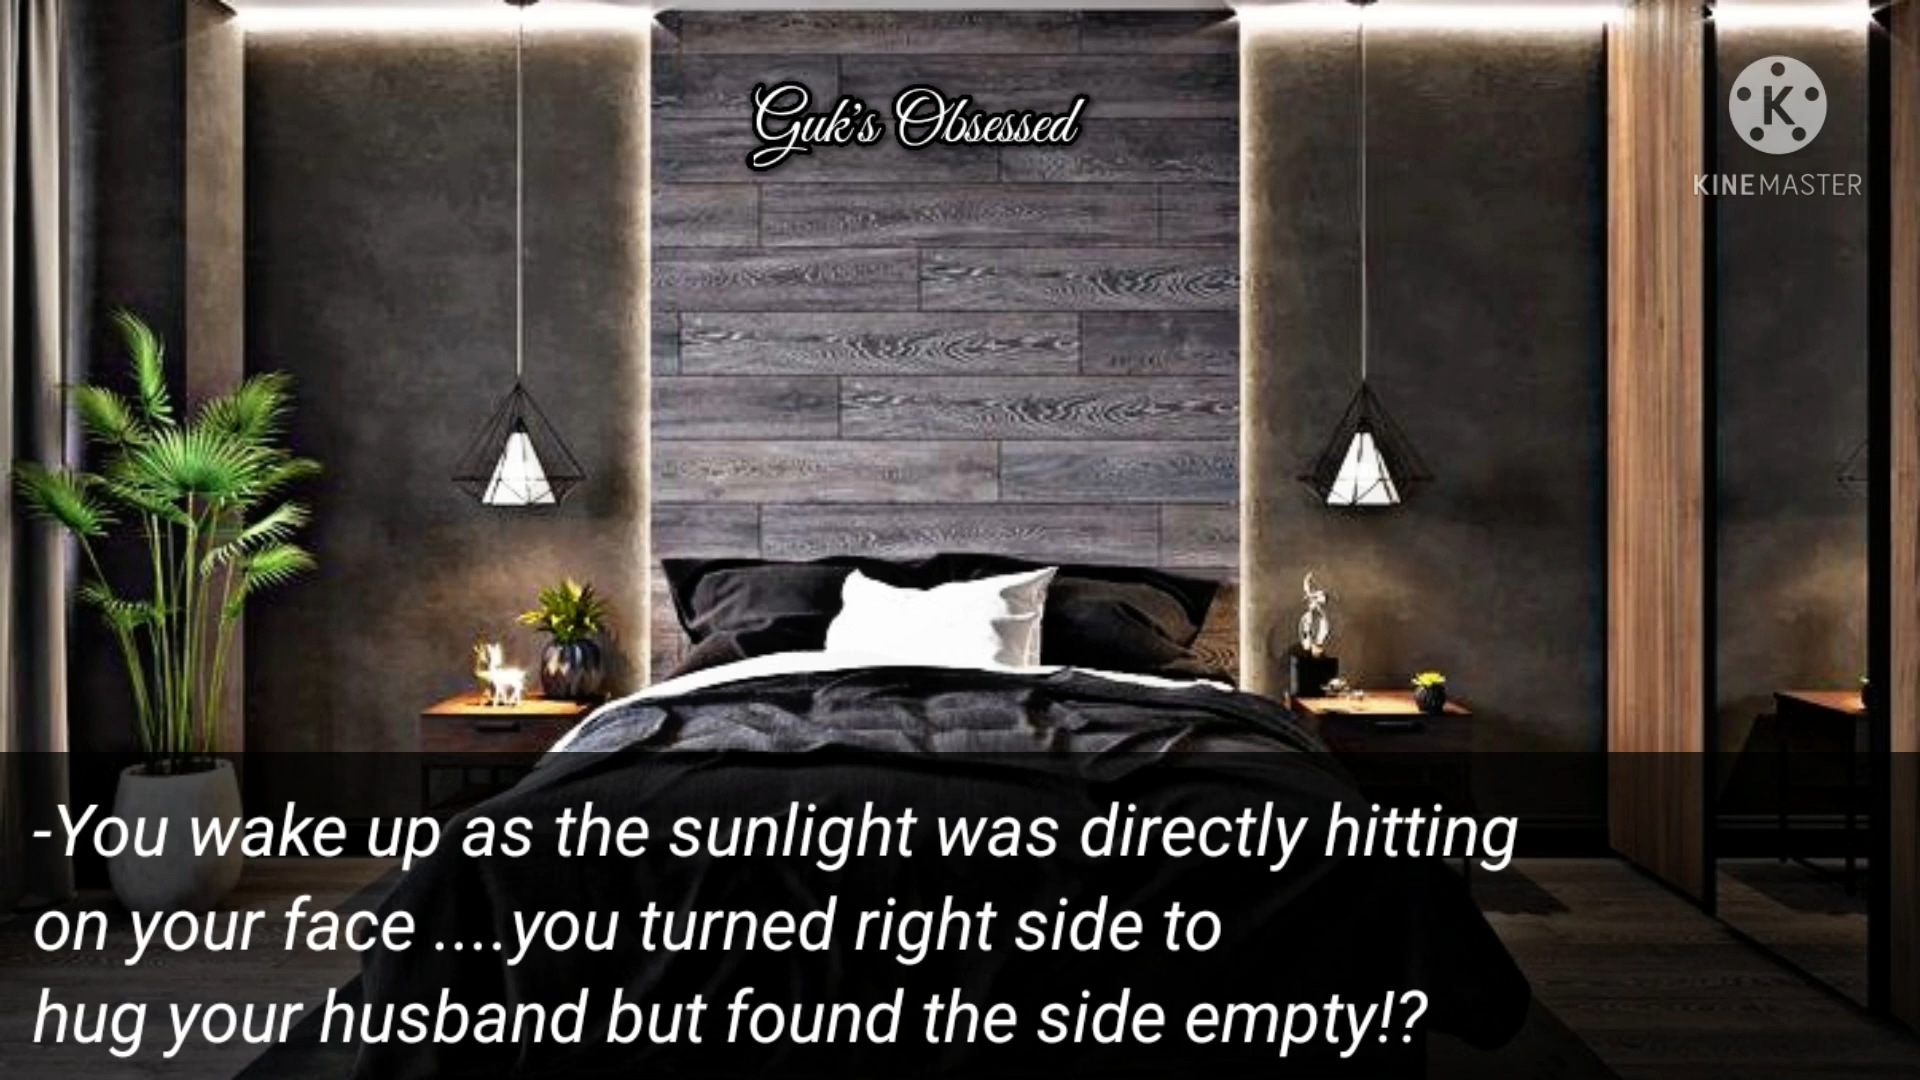 Guk's Obsessed
KINEMASTER
-You wake up as the sunlight was directly hitting
on your face ....you turned right side to
hug your husband but found the side empty!?